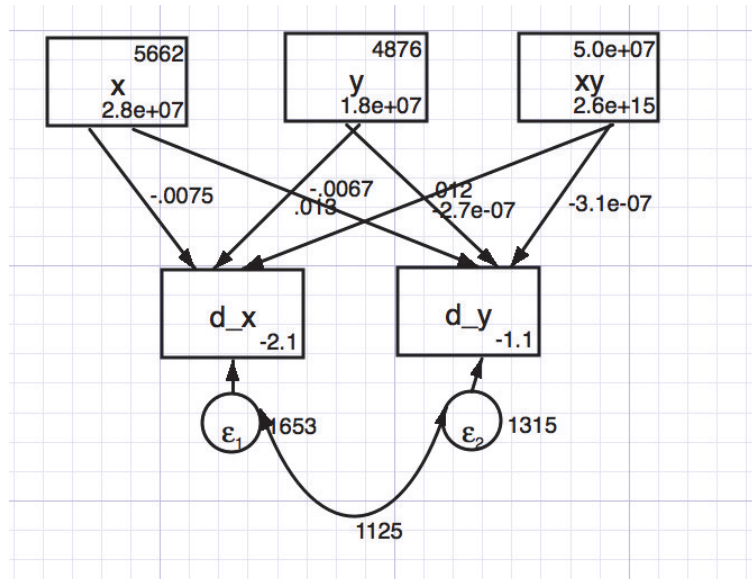 5662
x
2.8e+07
4876
y
1.8e+07
5.0e+07
xy
2.6e+15
-.0075
-.0067
.013
.012
-2.7e-07
-3.1e-07
d_x
-2.1
d_y
-1.1
ε1
1653
ε2
1315
1125